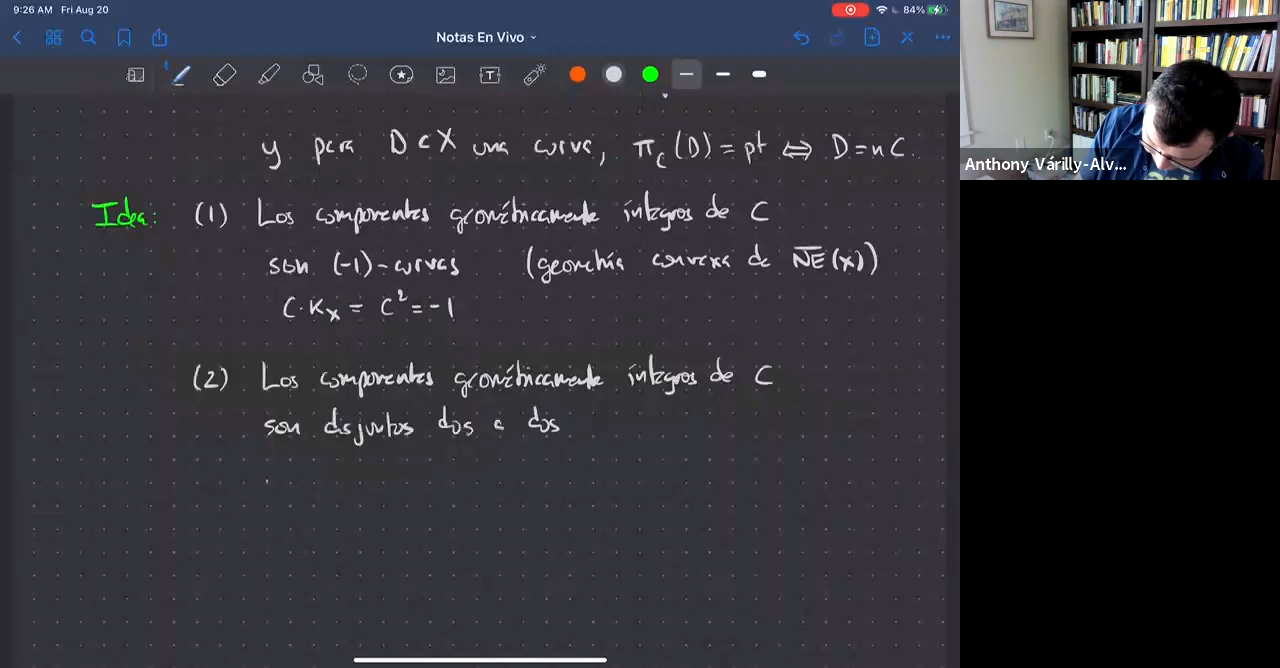 9:26 AM Fri Aug 20
84%
Notas En Vivo
y para D ⊂ X una curva, π_C(D) = pt ⟺ D = nC.
Idea: (1) Los componentes geométricamente íntegros de C
son (-1)-curvas (geometría convexa de N̅E̅(X))
C·K_X = C² = -1
(2) Los componentes geométricamente íntegros de C
son disjuntos dos a dos
Anthony Várilly-Alv...